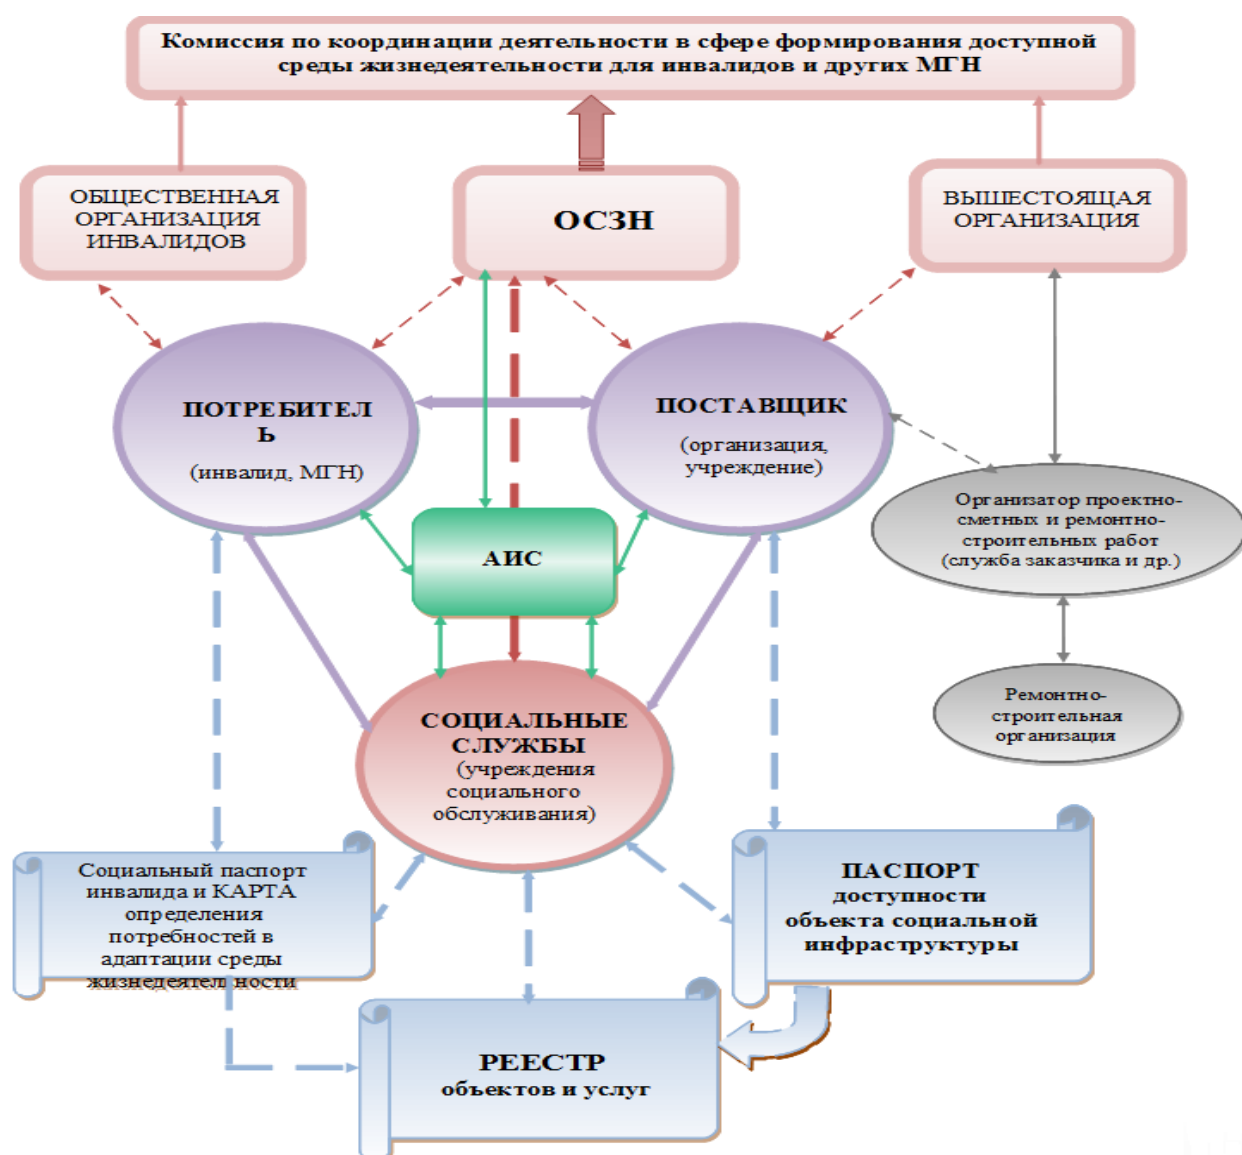 Комиссия по координации деятельности в сфере формирования доступной
среды жизнедеятельности для инвалидов и других МГН
ОБЩЕСТВЕННАЯ
ОРГАНИЗАЦИЯ
ИНВАЛИДОВ
ОСЗН
ВЫШЕСТОЯЩАЯ
ОРГАНИЗАЦИЯ
ПОТРЕБИТЕЛ
Ь
(инвалид, МГН)
ПОСТАВЩИК
(организация,
учреждение)
Организатор проектно-
сметных и ремонтно-
строительных работ
(служба заказчика и др.)
АИС
Ремонтно-
строительная
организация
СОЦИАЛЬНЫЕ
СЛУЖБЫ
(учреждения
социального
обслуживания)
Социальный паспорт
инвалида и КАРТА
определения
потребностей в
адаптации среды
жизнедеятельности
ПАСПОРТ
доступности
объекта социальной
инфраструктуры
РЕЕСТР
объектов и услуг